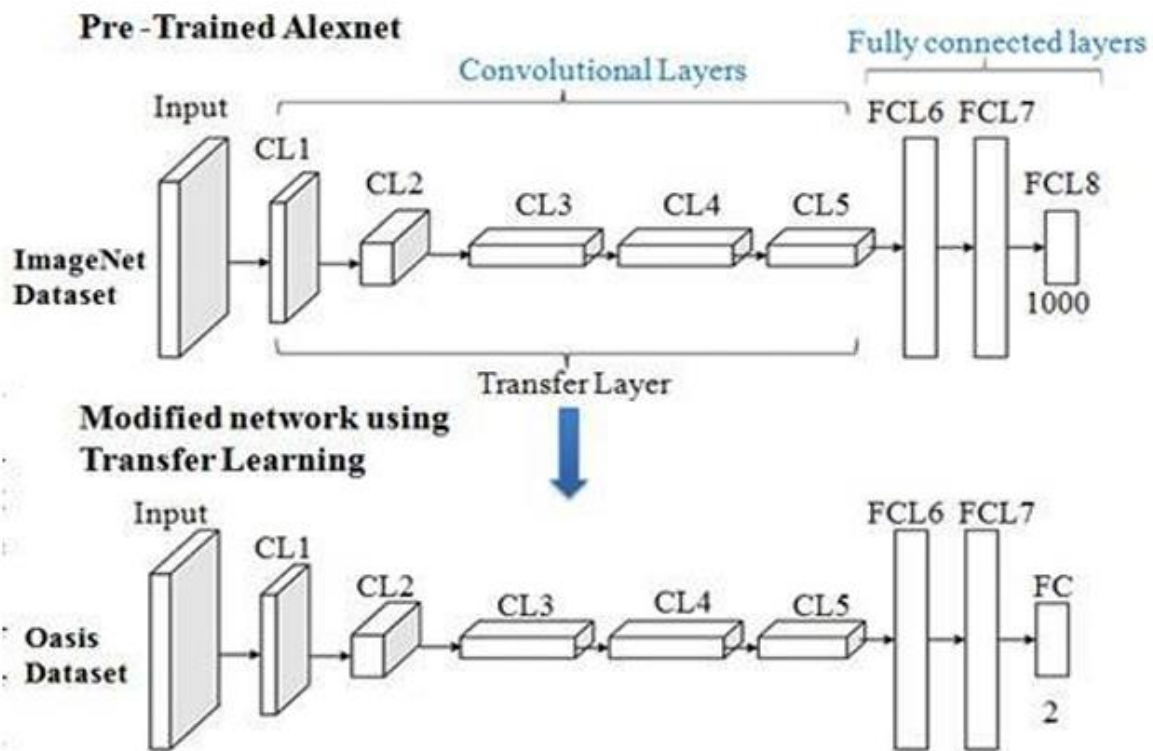 Pre-Trained Alexnet
Fully connected layers
Convolutional Layers
Input
FCL6 FCL7
CL1
CL2
FCL8
CL3
CL4
CL5
ImageNet
Dataset
1000
Transfer Layer
Modified network using
Transfer Learning
Input
FCL6 FCL7
CL1
CL2
CL3
CL4
CL5
FC
Oasis
Dataset
2